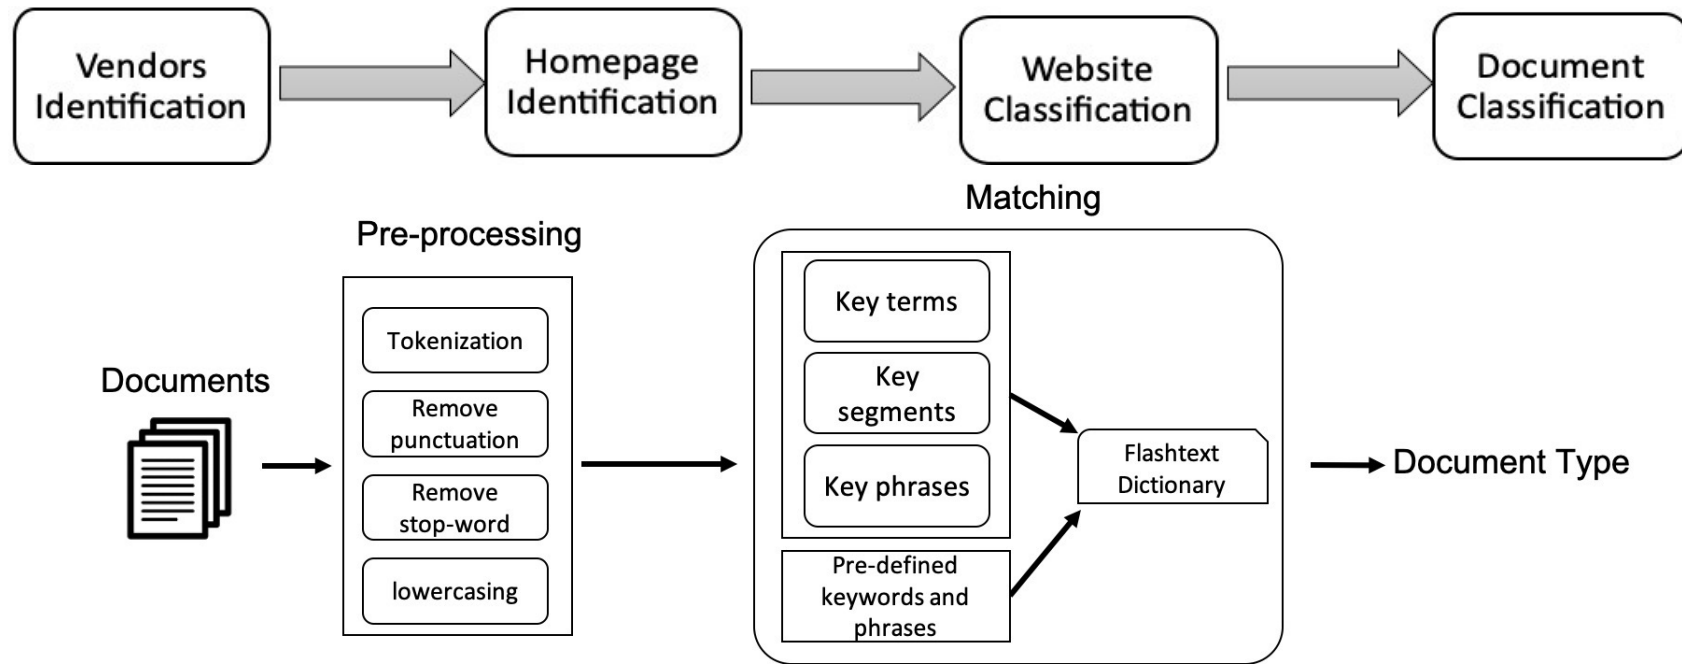 Vendors
Identification
Homepage
Identification
Website
Classification
Document
Classification
Matching
Pre-processing
Documents
Tokenization
Remove
punctuation
Remove
stop-word
lowercasing
Key terms
Key
segments
Key phrases
Pre-defined
keywords and
phrases
Flashtext
Dictionary
Document Type